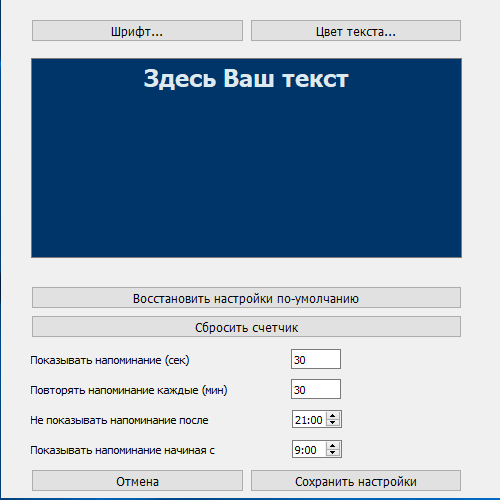 Шрифт... Цвет текста...
Здесь Ваш текст
Восстановить настройки по-умолчанию
Сбросить счетчик
Показывать напоминание (сек) 30
Повторять напоминание каждые (мин) 30
Не показывать напоминание после 21:00
Показывать напоминание начиная с 9:00
Отмена Сохранить настройки